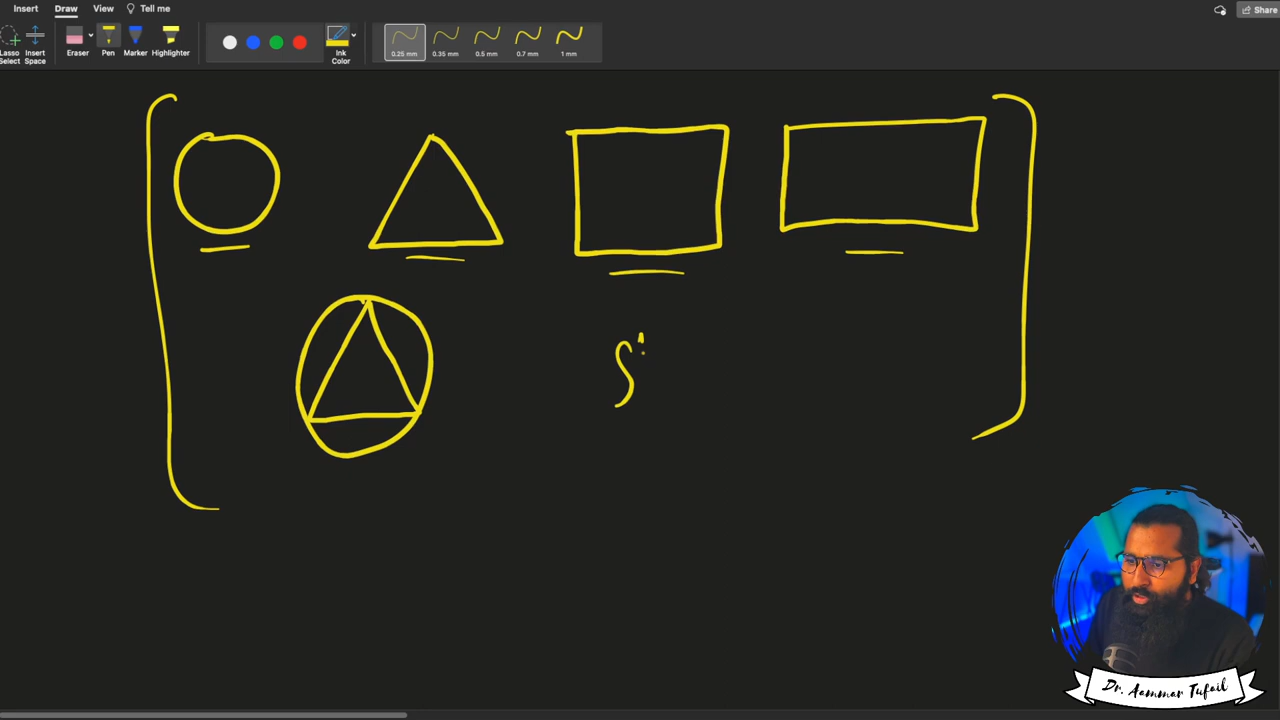 Insert Draw View Tell me
Share
Lasso Select
Insert Space
Eraser
Pen
Marker
Highlighter
Ink Color
0.25 mm
0.35 mm
0.5 mm
0.7 mm
1 mm
Dr. Aammar Tufail